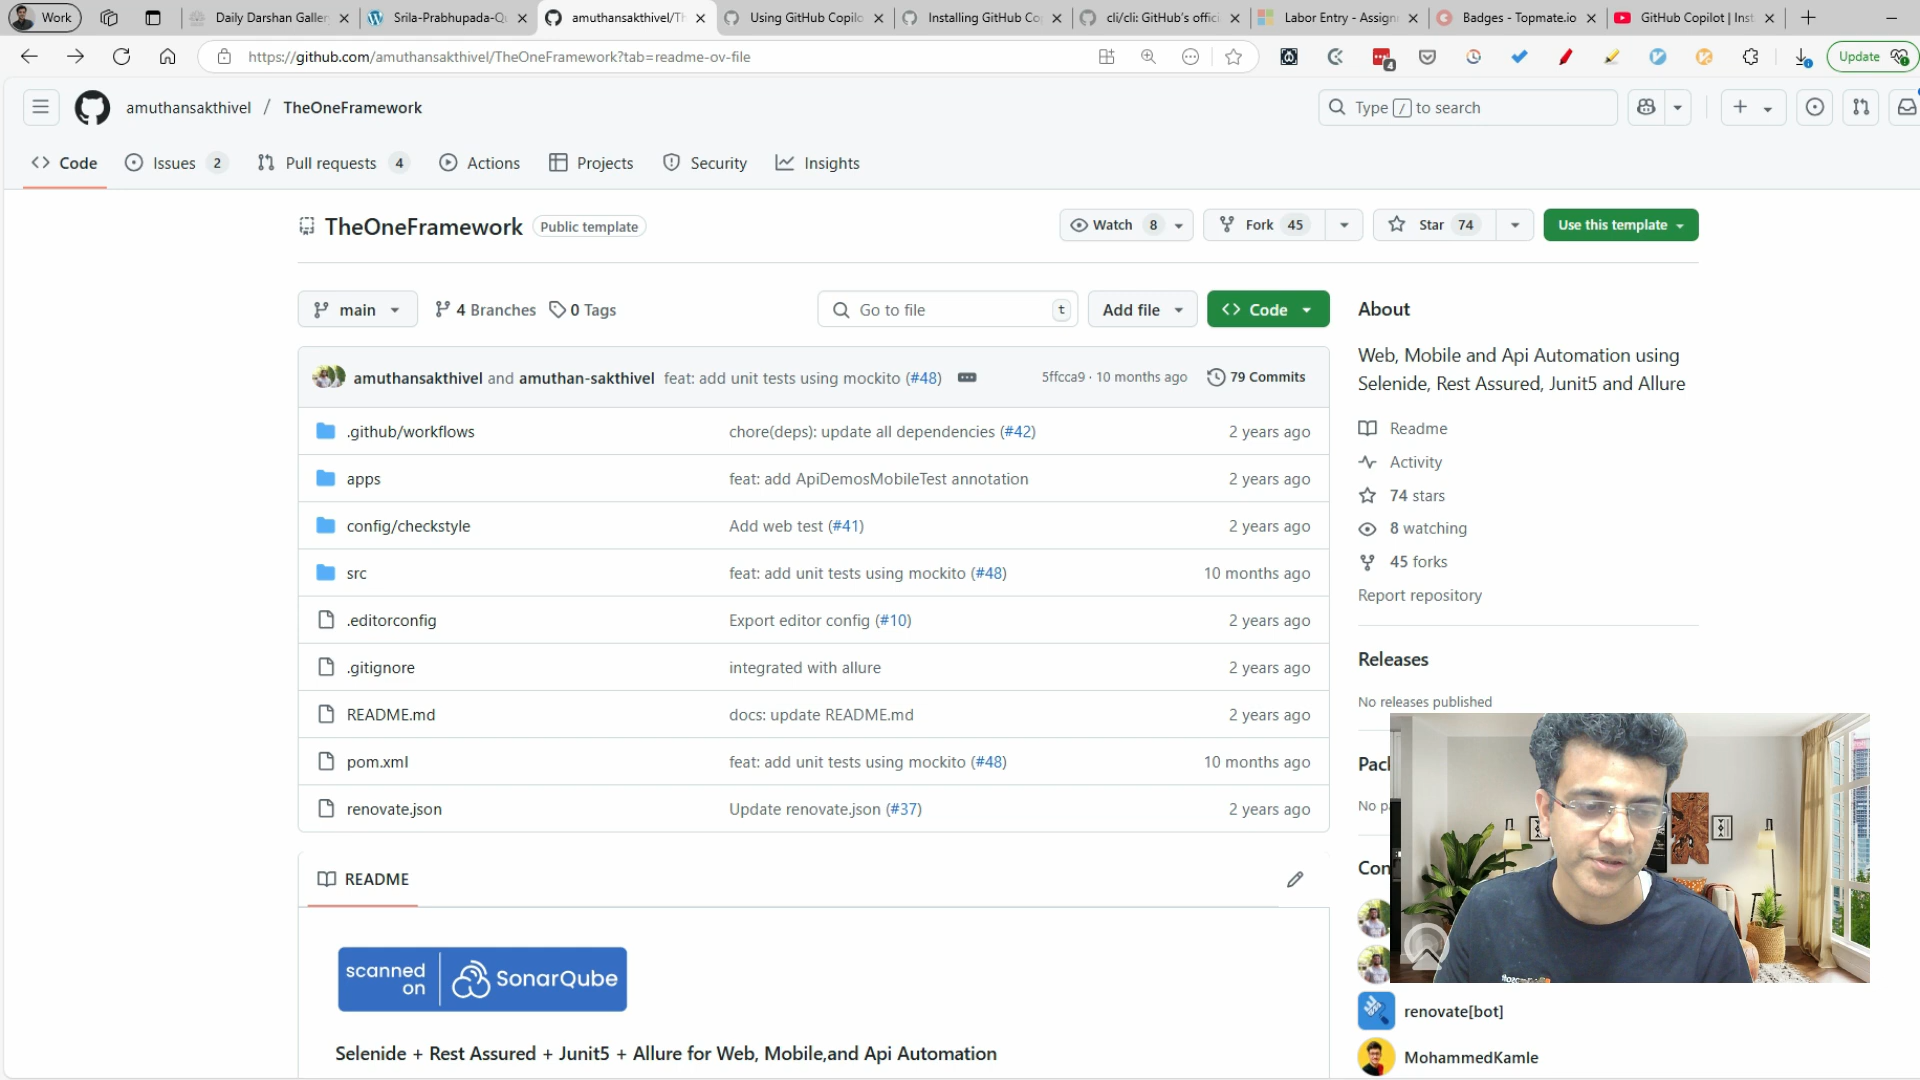 Work
Daily Darshan Galler
Srila-Prabhupada-Qu
amuthansakthivel/Th
Using GitHub Copilo
Installing GitHub Co
cli/cli: GitHub's offici
Labor Entry - Assign
Badges - Topmate.io
GitHub Copilot | Inst
https://github.com/amuthansakthivel/TheOneFramework?tab=readme-ov-file
4
Update
amuthansakthivel / TheOneFramework
Type / to search
Code
Issues 2
Pull requests 4
Actions
Projects
Security
Insights
TheOneFramework Public template
Watch 8
Fork 45
Star 74
Use this template
main
4 Branches
0 Tags
Go to file t
Add file
Code
amuthansakthivel and amuthan-sakthivel feat: add unit tests using mockito (#48)
5ffcca9 · 10 months ago
79 Commits
.github/workflows chore(deps): update all dependencies (#42) 2 years ago
apps feat: add ApiDemosMobileTest annotation 2 years ago
config/checkstyle Add web test (#41) 2 years ago
src feat: add unit tests using mockito (#48) 10 months ago
.editorconfig Export editor config (#10) 2 years ago
.gitignore integrated with allure 2 years ago
README.md docs: update README.md 2 years ago
pom.xml feat: add unit tests using mockito (#48) 10 months ago
renovate.json Update renovate.json (#37) 2 years ago
README
scanned
on
SonarQube
Selenide + Rest Assured + Junit5 + Allure for Web, Mobile,and Api Automation
About
Web, Mobile and Api Automation using
Selenide, Rest Assured, Junit5 and Allure
Readme
Activity
74 stars
8 watching
45 forks
Report repository
Releases
No releases published
Pack
No p
Con
renovate[bot]
MohammedKamle